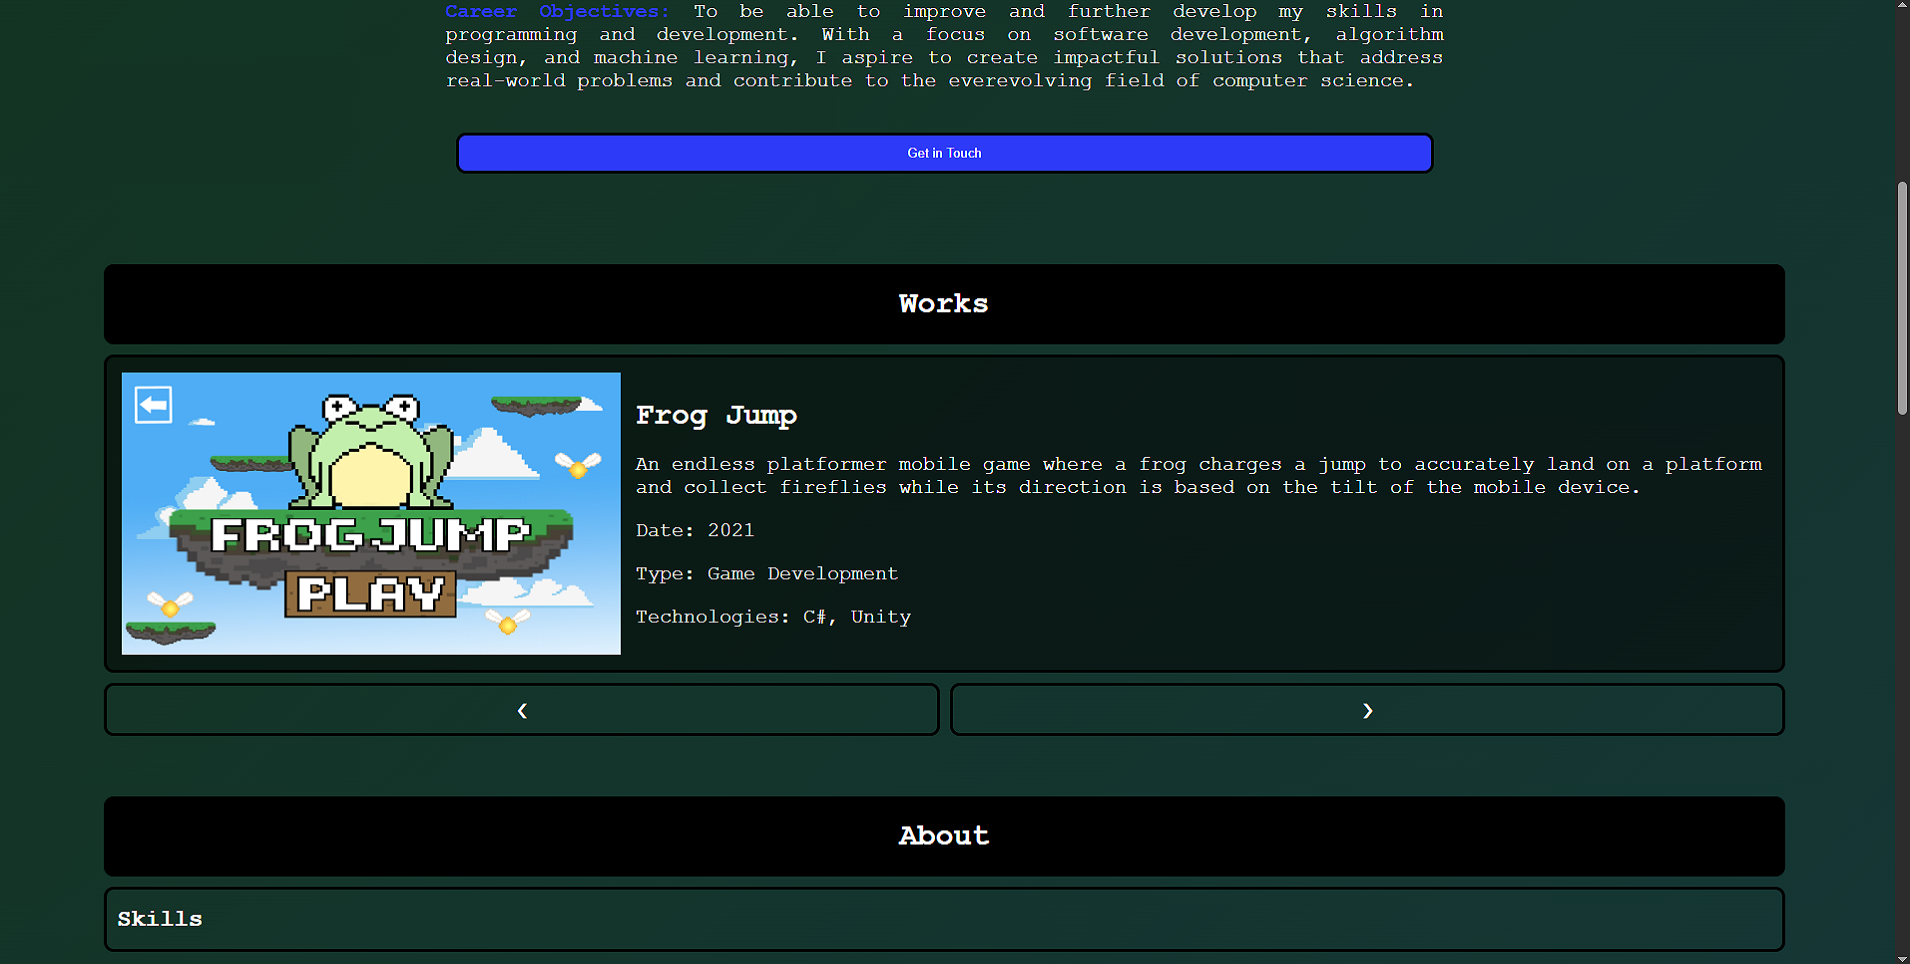 Career Objectives: To be able to improve and further develop my skills in
programming and development. With a focus on software development, algorithm
design, and machine learning, I aspire to create impactful solutions that address
real-world problems and contribute to the everevolving field of computer science.
Get in Touch
Works
FROG JUMP
PLAY
Frog Jump
An endless platformer mobile game where a frog charges a jump to accurately land on a platform
and collect fireflies while its direction is based on the tilt of the mobile device.
Date: 2021
Type: Game Development
Technologies: C#, Unity
‹ ›
About
Skills